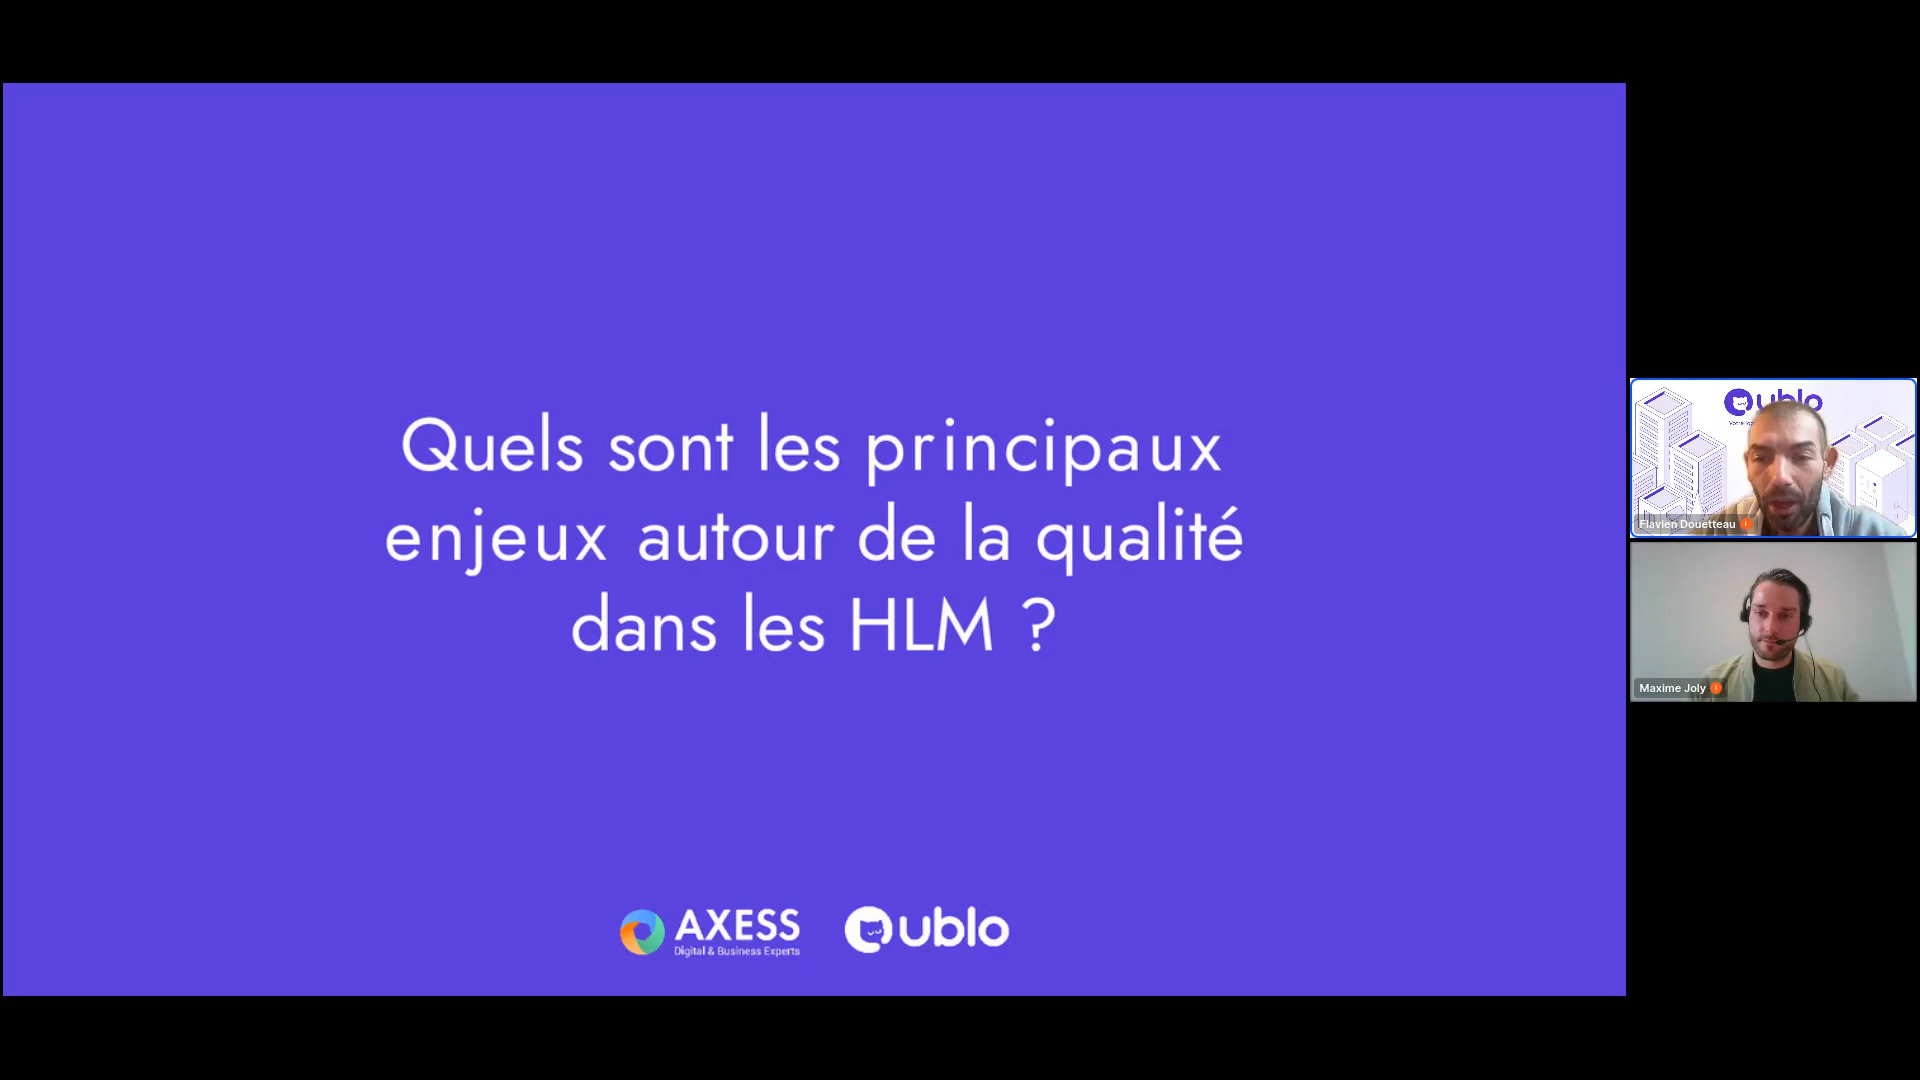 Quels sont les principaux
enjeux autour de la qualité
dans les HLM ?
AXESS
Digital & Business Experts
ublo
ublo
Flavien Douetteau
Maxime Joly